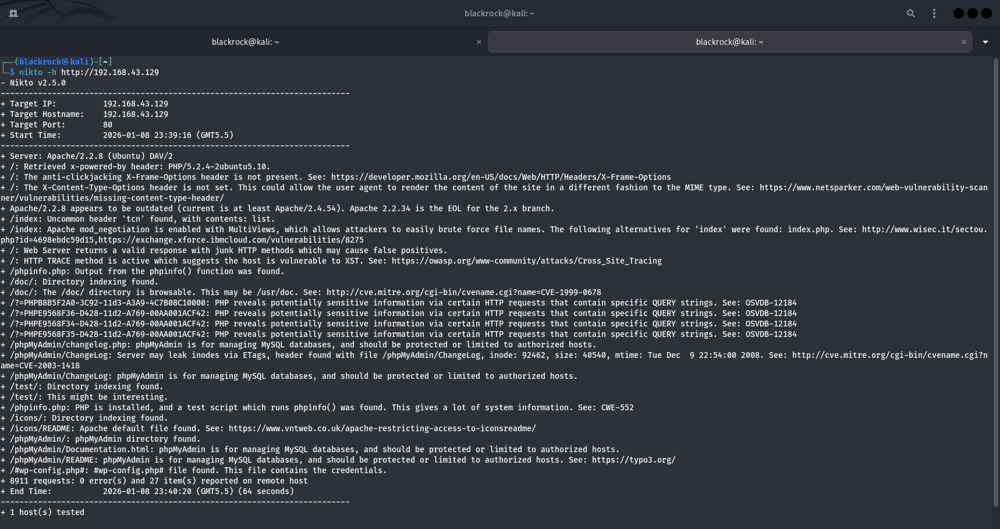 blackrock@kali: ~
blackrock@kali: ~
blackrock@kali: ~
┌──(blackrock㉿kali)-[~]
└─$ nikto -h http://192.168.43.129
- Nikto v2.5.0
---------------------------------------------------------------------------
+ Target IP:          192.168.43.129
+ Target Hostname:    192.168.43.129
+ Target Port:        80
+ Start Time:         2026-01-08 23:39:16 (GMT5.5)
---------------------------------------------------------------------------
+ Server: Apache/2.2.8 (Ubuntu) DAV/2
+ /: Retrieved x-powered-by header: PHP/5.2.4-2ubuntu5.10.
+ /: The anti-clickjacking X-Frame-Options header is not present. See: https://developer.mozilla.org/en-US/docs/Web/HTTP/Headers/X-Frame-Options
+ /: The X-Content-Type-Options header is not set. This could allow the user agent to render the content of the site in a different fashion to the MIME type. See: https://www.netsparker.com/web-vulnerability-scan
ner/vulnerabilities/missing-content-type-header/
+ Apache/2.2.8 appears to be outdated (current is at least Apache/2.4.54). Apache 2.2.34 is the EOL for the 2.x branch.
+ /index: Uncommon header 'tcn' found, with contents: list.
+ /index: Apache mod_negotiation is enabled with MultiViews, which allows attackers to easily brute force file names. The following alternatives for 'index' were found: index.php. See: http://www.wisec.it/sectou.
php?id=4698ebdc59d15,https://exchange.xforce.ibmcloud.com/vulnerabilities/8275
+ /: Web Server returns a valid response with junk HTTP methods which may cause false positives.
+ /: HTTP TRACE method is active which suggests the host is vulnerable to XST. See: https://owasp.org/www-community/attacks/Cross_Site_Tracing
+ /phpinfo.php: Output from the phpinfo() function was found.
+ /doc/: Directory indexing found.
+ /doc/: The /doc/ directory is browsable. This may be /usr/doc. See: http://cve.mitre.org/cgi-bin/cvename.cgi?name=CVE-1999-0678
+ /?=PHPB8B5F2A0-3C92-11d3-A3A9-4C7B08C10000: PHP reveals potentially sensitive information via certain HTTP requests that contain specific QUERY strings. See: OSVDB-12184
+ /?=PHPE9568F36-D428-11d2-A769-00AA001ACF42: PHP reveals potentially sensitive information via certain HTTP requests that contain specific QUERY strings. See: OSVDB-12184
+ /?=PHPE9568F34-D428-11d2-A769-00AA001ACF42: PHP reveals potentially sensitive information via certain HTTP requests that contain specific QUERY strings. See: OSVDB-12184
+ /?=PHPE9568F35-D428-11d2-A769-00AA001ACF42: PHP reveals potentially sensitive information via certain HTTP requests that contain specific QUERY strings. See: OSVDB-12184
+ /phpMyAdmin/changelog.php: phpMyAdmin is for managing MySQL databases, and should be protected or limited to authorized hosts.
+ /phpMyAdmin/ChangeLog: Server may leak inodes via ETags, header found with file /phpMyAdmin/ChangeLog, inode: 92462, size: 40540, mtime: Tue Dec  9 22:54:00 2008. See: http://cve.mitre.org/cgi-bin/cvename.cgi?n
ame=CVE-2003-1418
+ /phpMyAdmin/ChangeLog: phpMyAdmin is for managing MySQL databases, and should be protected or limited to authorized hosts.
+ /test/: Directory indexing found.
+ /test/: This might be interesting.
+ /phpinfo.php: PHP is installed, and a test script which runs phpinfo() was found. This gives a lot of system information. See: CWE-552
+ /icons/: Directory indexing found.
+ /icons/README: Apache default file found. See: https://www.vntweb.co.uk/apache-restricting-access-to-iconsreadme/
+ /phpMyAdmin/: phpMyAdmin directory found.
+ /phpMyAdmin/Documentation.html: phpMyAdmin is for managing MySQL databases, and should be protected or limited to authorized hosts.
+ /phpMyAdmin/README: phpMyAdmin is for managing MySQL databases, and should be protected or limited to authorized hosts. See: https://typo3.org/
+ /#wp-config.php#: #wp-config.php# file found. This file contains the credentials.
+ 8911 requests: 0 error(s) and 27 item(s) reported on remote host
+ End Time:           2026-01-08 23:40:20 (GMT5.5) (64 seconds)
---------------------------------------------------------------------------
+ 1 host(s) tested